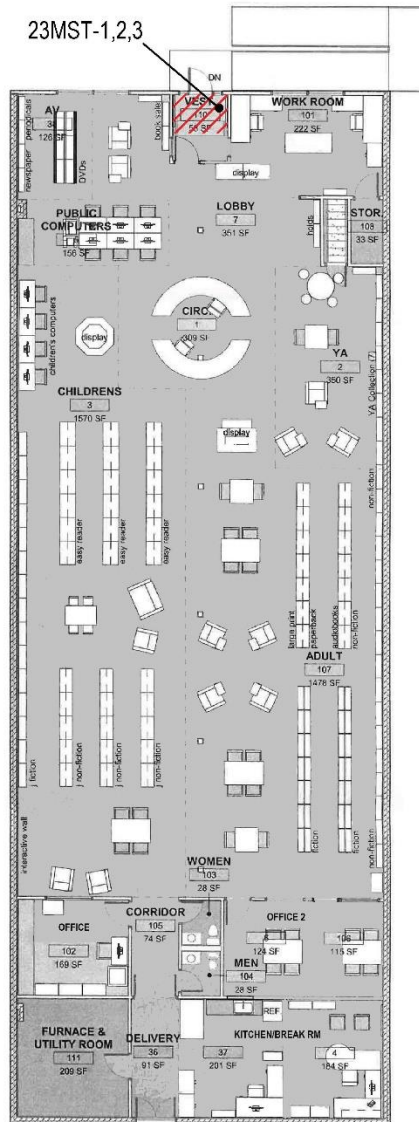 23MST-1,2,3
DN
AV
38
126 SF
periodicals
newspaper
DVDs
book sale
VEST.
110
WORK ROOM
101
222 SF
display
PUBLIC
COMPUTERS
156 SF
LOBBY
7
351 SF
holds
STOR.
108
33 SF
children's computers
display
CIRC.
1
309 SF
YA
2
350 SF
YA Collection (7)
CHILDRENS
3
1570 SF
display
non-fiction
easy reader
easy reader
easy reader
large print
paperback
audiobooks
non-fiction
ADULT
107
1478 SF
j fiction
j non-fiction
j non-fiction
j non-fiction
fiction
fiction
non-fiction
interactive wall
WOMEN
103
28 SF
OFFICE
102
169 SF
CORRIDOR
105
74 SF
OFFICE 2
124 SF
106
115 SF
MEN
104
28 SF
FURNACE &
UTILITY ROOM
111
209 SF
DELIVERY
36
91 SF
REF
KITCHEN/BREAK RM
37
201 SF
4
184 SF